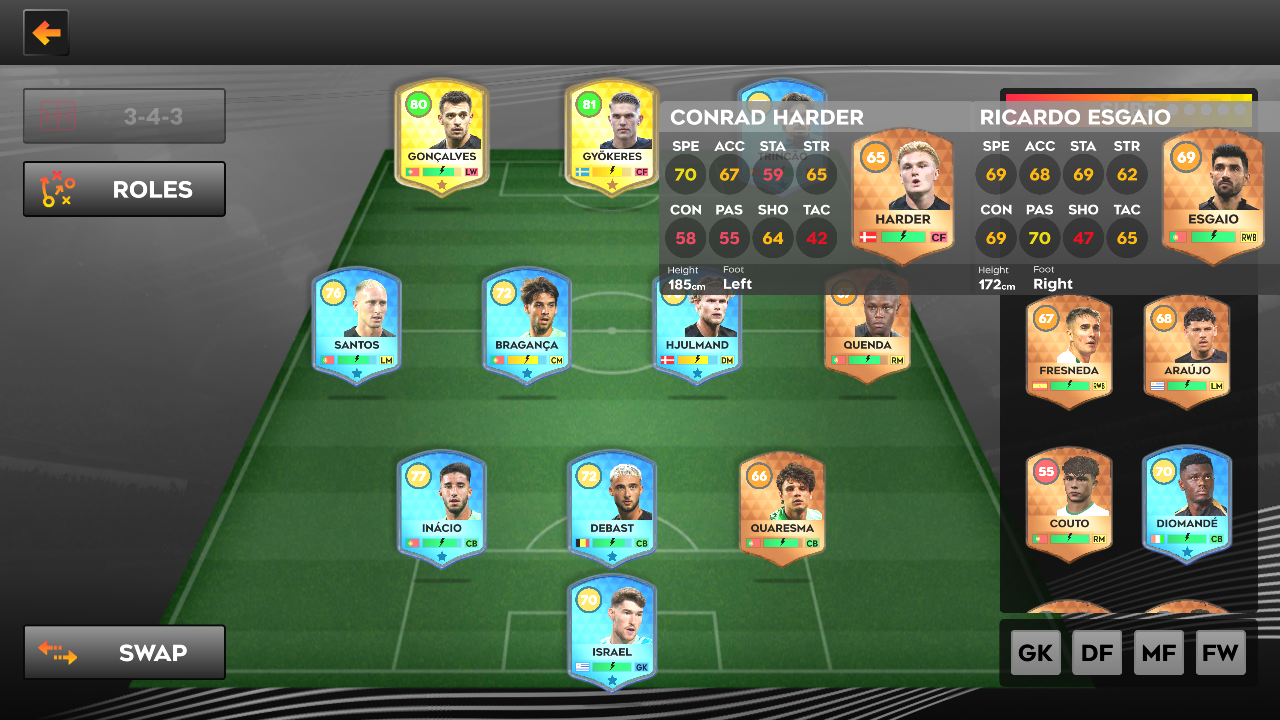 3-4-3
ROLES
80
GONÇALVES
LW
81
GYÖKERES
CF
TRINCÃO
CONRAD HARDER
SPE ACC STA STR
70 67 59 65
CON PAS SHO TAC
58 55 64 42
Height Foot
185cm Left
65
HARDER
CF
RICARDO ESGAIO
SPE ACC STA STR
69 68 69 62
CON PAS SHO TAC
69 70 47 65
Height Foot
172cm Right
69
ESGAIO
RWB
76
SANTOS
LM
72
BRAGANÇA
CM
HJULMAND
DM
67
QUENDA
RM
67
FRESNEDA
RWB
68
ARAÚJO
LM
77
INÁCIO
CB
72
DEBAST
CB
66
QUARESMA
CB
55
COUTO
RM
70
DIOMANDÉ
CB
70
ISRAEL
GK
SWAP
GK DF MF FW